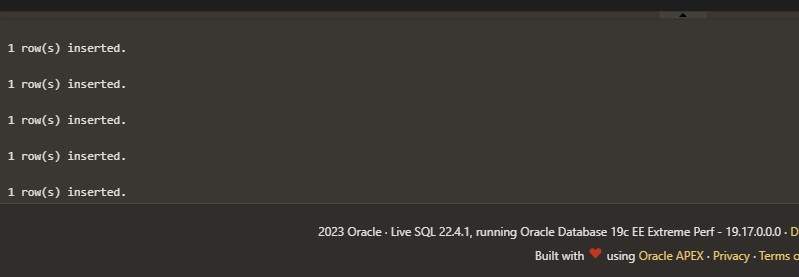 1 row(s) inserted.
1 row(s) inserted.
1 row(s) inserted.
1 row(s) inserted.
1 row(s) inserted.
2023 Oracle · Live SQL 22.4.1, running Oracle Database 19c EE Extreme Perf - 19.17.0.0.0 ·
Built with ❤ using Oracle APEX · Privacy · Terms